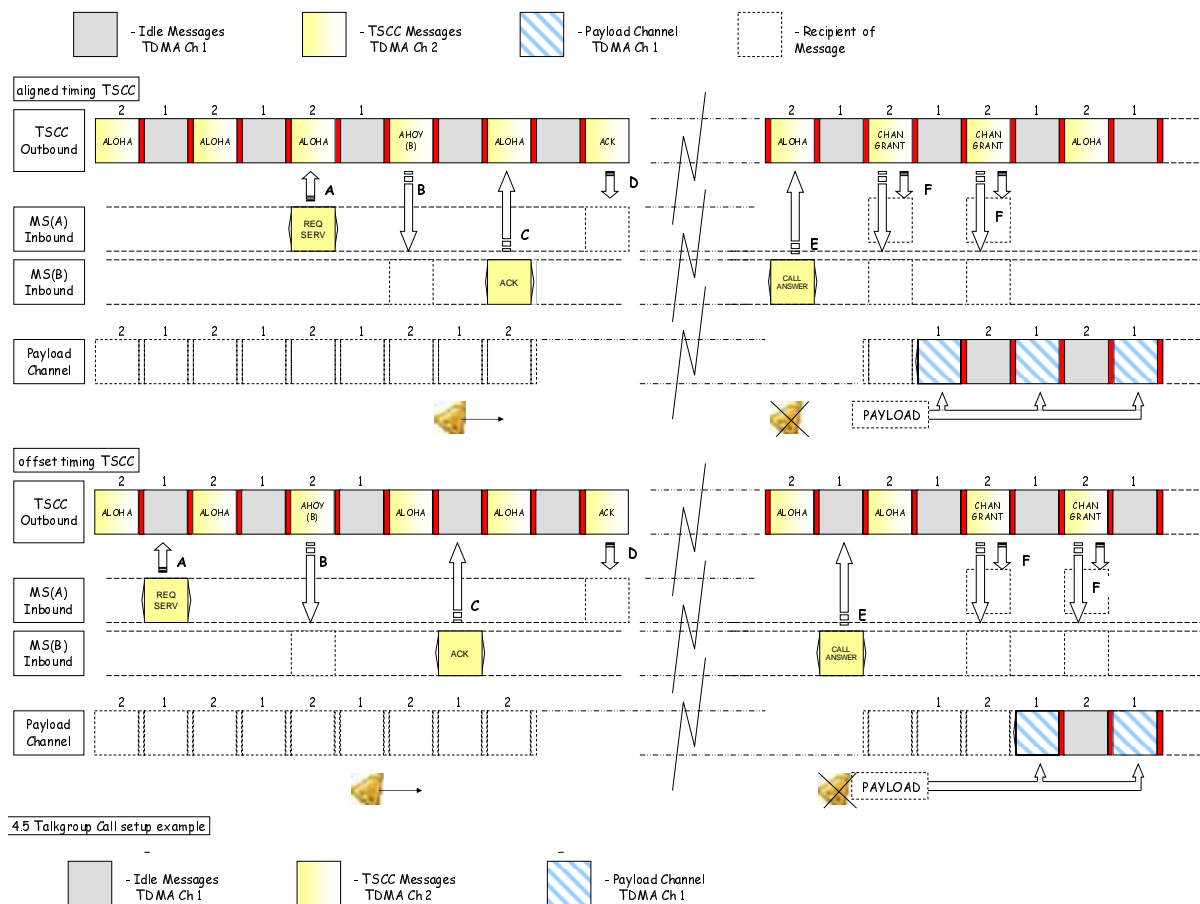 - Idle Messages
TDMA Ch 1
- TSCC Messages
TDMA Ch 2
- Payload Channel
TDMA Ch 1
- Recipient of
Message
aligned timing TSCC
2 1 2 1 2 1 2 1 2 1
TSCC
Outbound
ALOHA ALOHA ALOHA AHOY
(B) ALOHA ACK ALOHA CHAN
GRANT CHAN
GRANT ALOHA
A B D F
MS(A)
Inbound
REQ
SERV
C E F
MS(B)
Inbound
ACK
CALL
ANSWER
2 1 2 1 2 1 2 1 2 1 2 1 2 1
Payload
Channel
PAYLOAD
offset timing TSCC
2 1 2 1 2 1 2 1 2 1 2 1 2 1
TSCC
Outbound
ALOHA ALOHA AHOY
(B) ALOHA ALOHA ACK ALOHA ALOHA CHAN
GRANT CHAN
GRANT
A B D F
MS(A)
Inbound
REQ
SERV
C E F
MS(B)
Inbound
ACK
CALL
ANSWER
2 1 2 1 2 1 2 1 2 2 1 2 1 2 1
Payload
Channel
PAYLOAD
4.5 Talkgroup Call setup example
- Idle Messages
TDMA Ch 1
- TSCC Messages
TDMA Ch 2
- Payload Channel
TDMA Ch 1